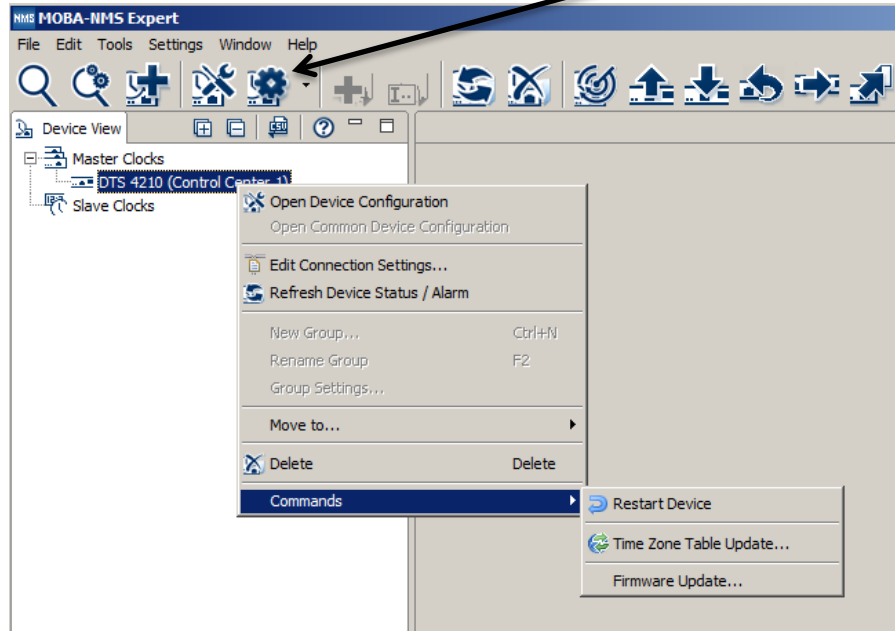 NMS MOBA-NMS Expert
File Edit Tools Settings Window Help
I...
Device View CSV ?
Master Clocks
DTS 4210 (Control Center 1)
Slave Clocks
Open Device Configuration
Open Common Device Configuration
Edit Connection Settings...
Refresh Device Status / Alarm
New Group... Ctrl+N
Rename Group F2
Group Settings...
Move to...
Delete Delete
Commands
Restart Device
Time Zone Table Update...
Firmware Update...